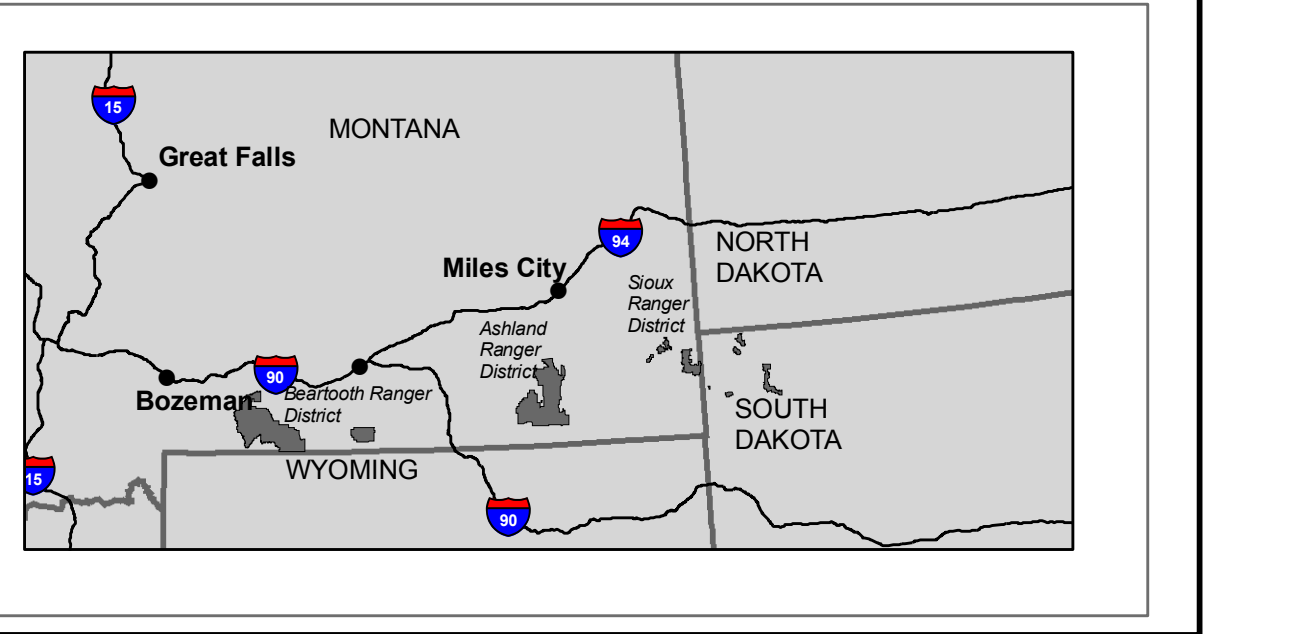 15
MONTANA
Great Falls
94
NORTH
DAKOTA
Miles City
Sioux
Ranger
District
Ashland
Ranger
District
90
Beartooth Ranger
District
Bozeman
SOUTH
DAKOTA
WYOMING
15
90